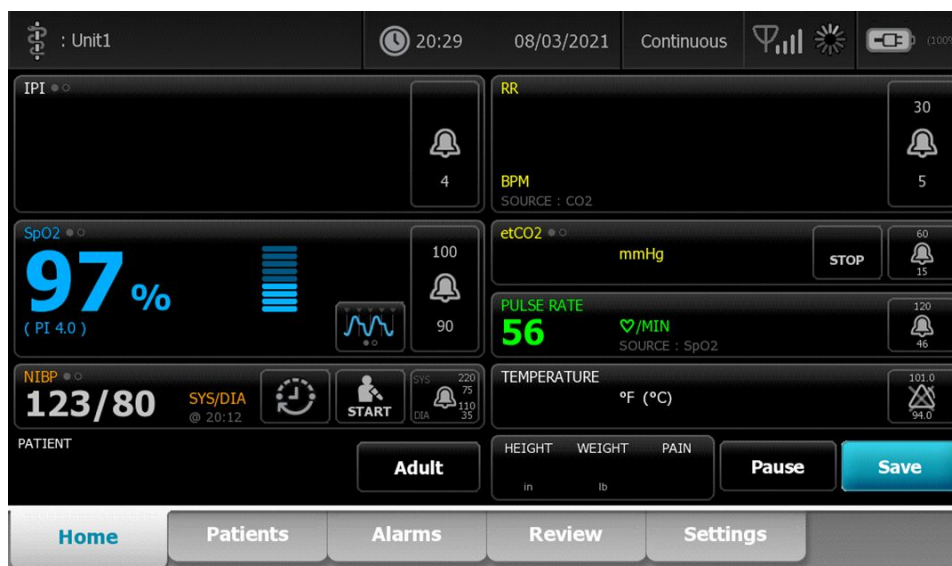 : Unit1
20:29
08/03/2021
Continuous
(100%
IPI
4
RR
BPM
SOURCE : CO2
30
5
SpO2
97 %
( PI 4.0 )
100
90
etCO2
mmHg
STOP
60
15
PULSE RATE
56
/MIN
SOURCE : SpO2
120
46
NIBP
123/80
SYS/DIA
@ 20:12
START
SYS 220
75
110
DIA 35
TEMPERATURE
°F (°C)
101.0
94.0
PATIENT
Adult
HEIGHT WEIGHT PAIN
in lb
Pause
Save
Home
Patients
Alarms
Review
Settings